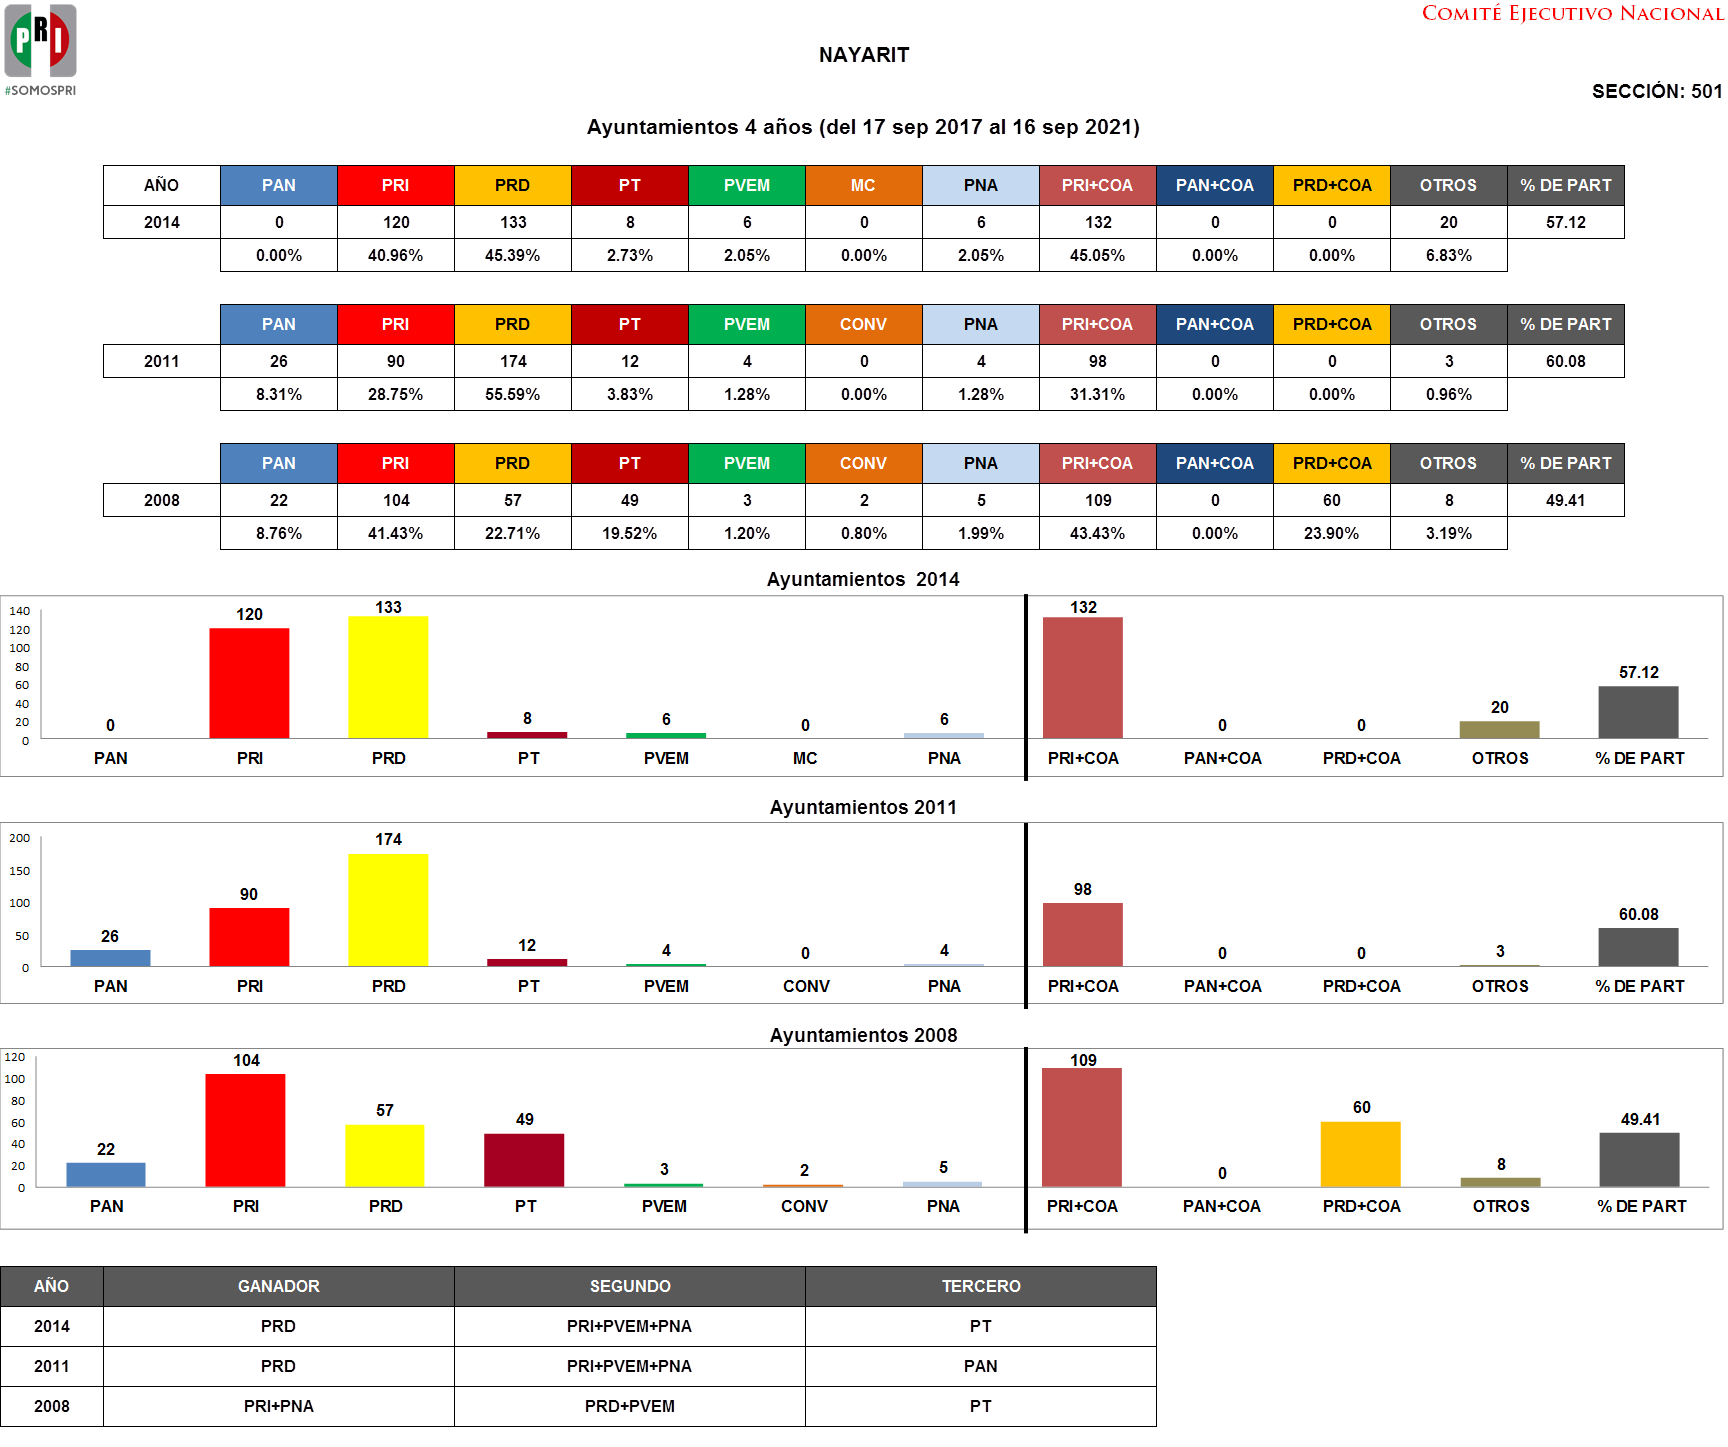 PRI
#SOMOSPRI
COMITÉ EJECUTIVO NACIONAL
NAYARIT
SECCIÓN: 501
Ayuntamientos 4 años (del 17 sep 2017 al 16 sep 2021)
AÑO PAN PRI PRD PT PVEM MC PNA PRI+COA PAN+COA PRD+COA OTROS % DE PART
2014 0 120 133 8 6 0 6 132 0 0 20 57.12
0.00% 40.96% 45.39% 2.73% 2.05% 0.00% 2.05% 45.05% 0.00% 0.00% 6.83%
PAN PRI PRD PT PVEM CONV PNA PRI+COA PAN+COA PRD+COA OTROS % DE PART
2011 26 90 174 12 4 0 4 98 0 0 3 60.08
8.31% 28.75% 55.59% 3.83% 1.28% 0.00% 1.28% 31.31% 0.00% 0.00% 0.96%
PAN PRI PRD PT PVEM CONV PNA PRI+COA PAN+COA PRD+COA OTROS % DE PART
2008 22 104 57 49 3 2 5 109 0 60 8 49.41
8.76% 41.43% 22.71% 19.52% 1.20% 0.80% 1.99% 43.43% 0.00% 23.90% 3.19%
Ayuntamientos 2014
140
120
100
80
60
40
20
0
0 120 133 8 6 0 6 132 0 0 20 57.12
PAN PRI PRD PT PVEM MC PNA PRI+COA PAN+COA PRD+COA OTROS % DE PART
Ayuntamientos 2011
200
150
100
50
0
26 90 174 12 4 0 4 98 0 0 3 60.08
PAN PRI PRD PT PVEM CONV PNA PRI+COA PAN+COA PRD+COA OTROS % DE PART
Ayuntamientos 2008
120
100
80
60
40
20
0
22 104 57 49 3 2 5 109 0 60 8 49.41
PAN PRI PRD PT PVEM CONV PNA PRI+COA PAN+COA PRD+COA OTROS % DE PART
AÑO GANADOR SEGUNDO TERCERO
2014 PRD PRI+PVEM+PNA PT
2011 PRD PRI+PVEM+PNA PAN
2008 PRI+PNA PRD+PVEM PT